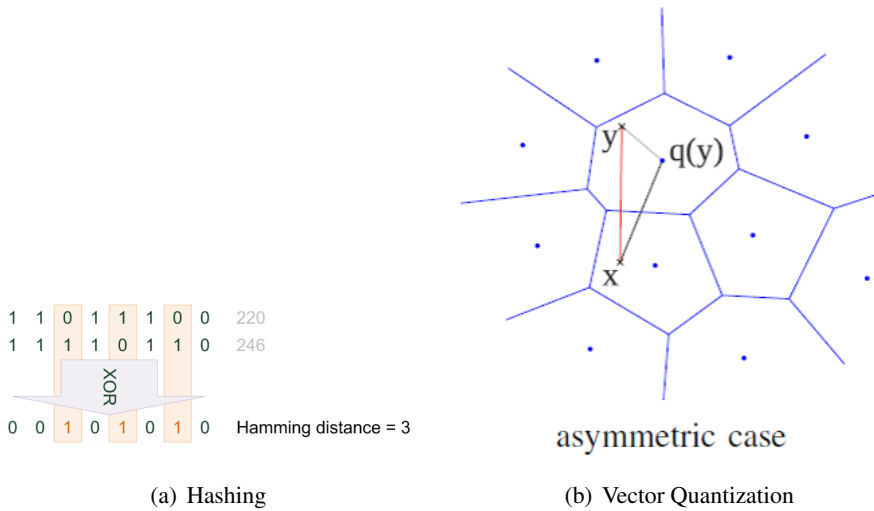 1 1 0 1 1 1 0 0 220
1 1 1 1 0 1 1 0 246
XOR
0 0 1 0 1 0 1 0 Hamming distance = 3
(a) Hashing
y
q(y)
x
asymmetric case
(b) Vector Quantization